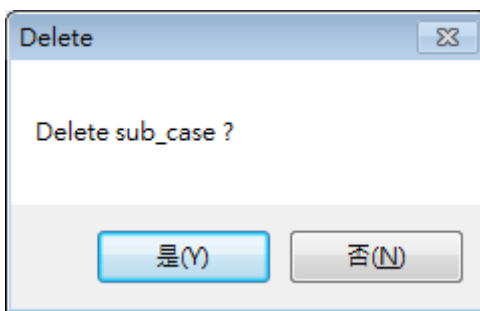 Delete
Delete sub_case ?
是(Y) 否(N)